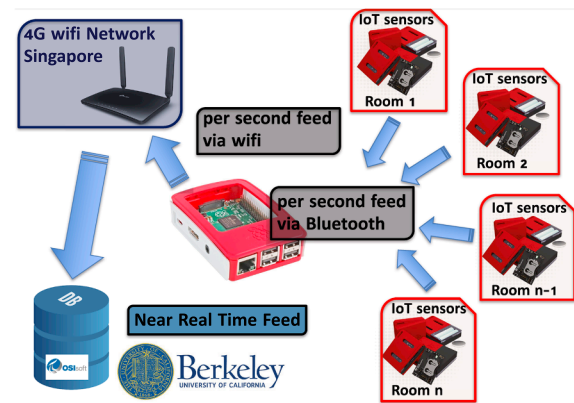 4G wifi Network
Singapore
per second feed
via wifi
per second feed
via Bluetooth
IoT sensors
Room 1
IoT sensors
Room 2
IoT sensors
Room n-1
IoT sensors
Room n
DB
OSIsoft
Near Real Time Feed
Berkeley
UNIVERSITY OF CALIFORNIA